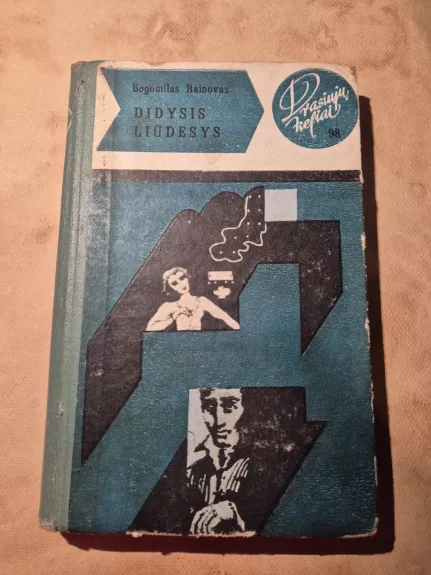 Bogomilas Rainovas
DIDYSIS
LIŪDESYS
Drąsiųjų
keliai
98